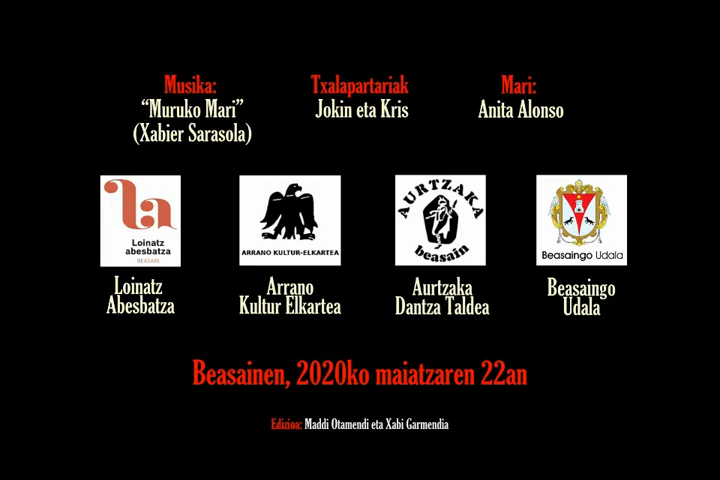 Musika:
"Muruko Mari"
(Xabier Sarasola)
Txalapartariak
Jokin eta Kris
Mari:
Anita Alonso
la
Loinatz
abesbatza
BEASAIN
Loinatz
Abesbatza
ARRANO KULTUR-ELKARTEA
Arrano
Kultur Elkartea
AURTZAKA
beasain
Aurtzaka
Dantza Taldea
Beasaingo Udala
Beasaingo
Udala
Beasainen, 2020ko maiatzaren 22an
Edizioa: Maddi Otamendi eta Xabi Garmendia